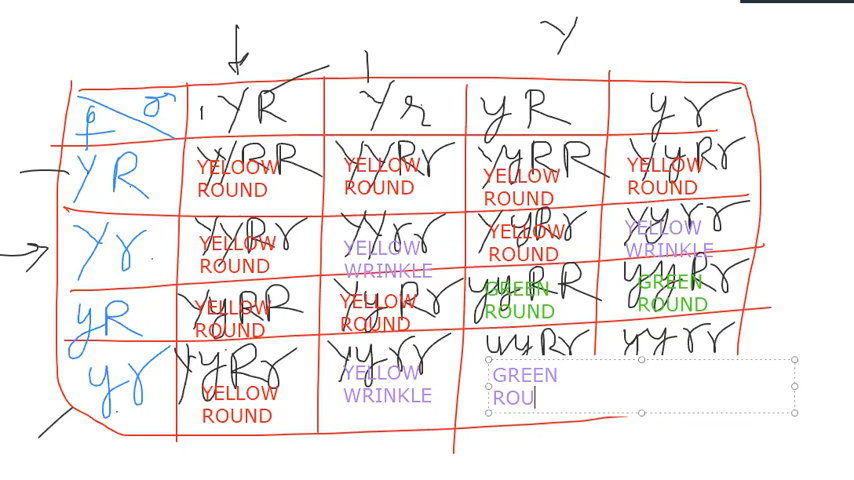 Y
♀ ♂ YR Yr yR yr
YR YYRR YYRr YyRR YyRr
YELOOW ROUND YELLOW ROUND YELLOW ROUND YELLOW ROUND
Yr YYRr YYrr YyRr Yyrr
YELLOW ROUND YELLOW WRINKLE YELLOW ROUND YELLOW WRINKLE
yR YyRR YyRr yyRR yyRr
YELLOW ROUND YELLOW ROUND GREEN ROUND GREEN ROUND
yr YyRr Yyrr yyRr yyrr
YELLOW ROUND YELLOW WRINKLE GREEN ROU